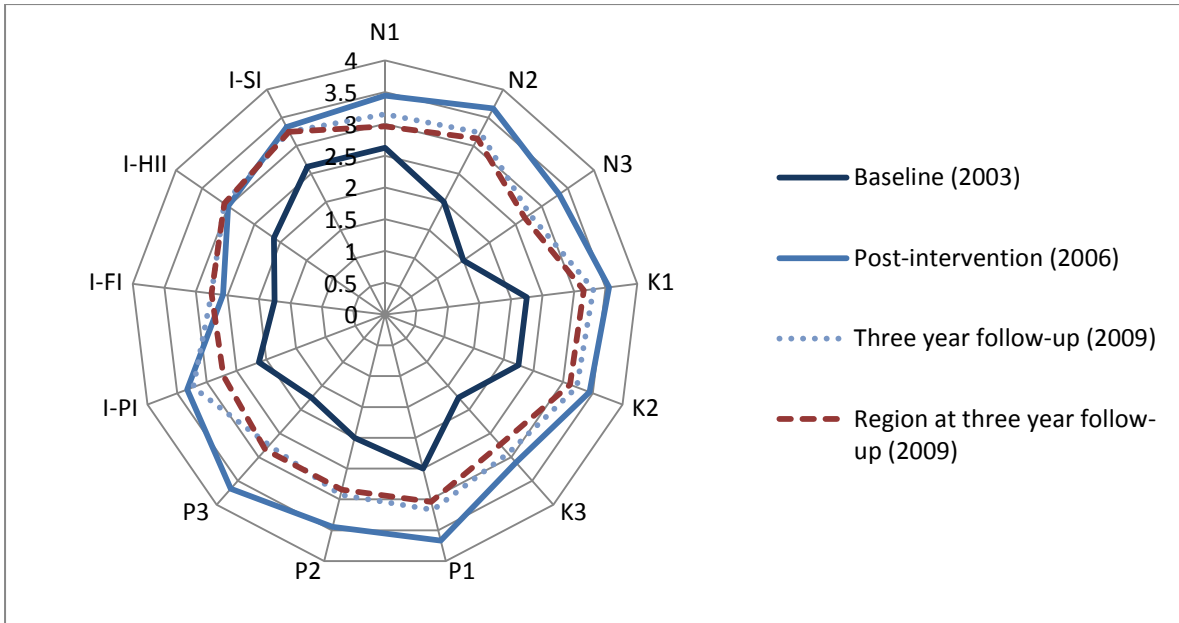 N1
N2
N3
K1
K2
K3
P1
P2
P3
I-PI
I-FI
I-HII
I-SI
4
3.5
3
2.5
2
1.5
1
0.5
0
Baseline (2003)
Post-intervention (2006)
Three year follow-up (2009)
Region at three year follow-
up (2009)